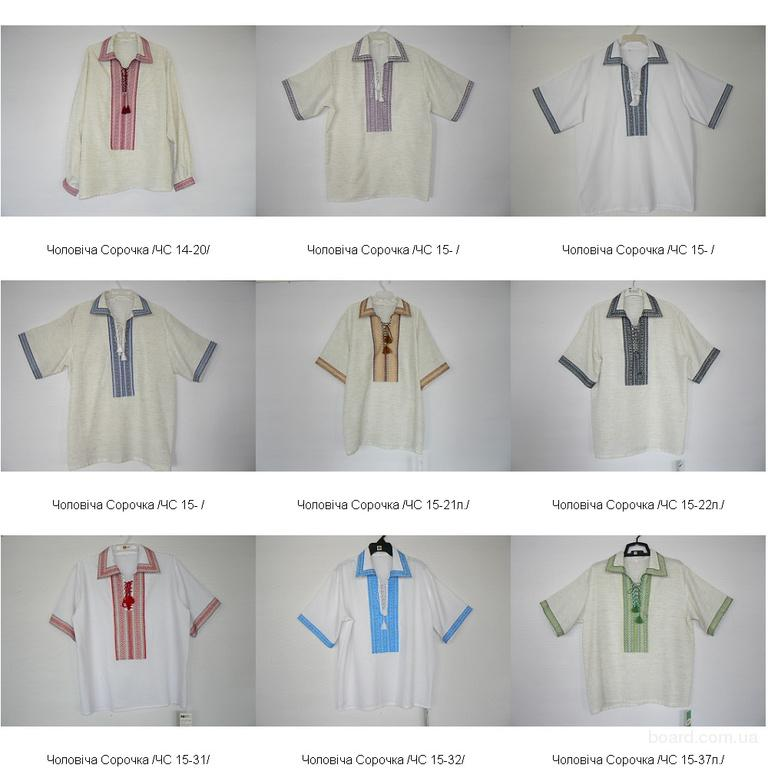 Чоловіча Сорочка /ЧС 14-20/
Чоловіча Сорочка /ЧС 15- /
Чоловіча Сорочка /ЧС 15- /
Чоловіча Сорочка /ЧС 15- /
Чоловіча Сорочка /ЧС 15-21л./
Чоловіча Сорочка /ЧС 15-22л./
Чоловіча Сорочка /ЧС 15-31/
Чоловіча Сорочка /ЧС 15-32/
Чоловіча Сорочка /ЧС 15-37л./
board.com.ua